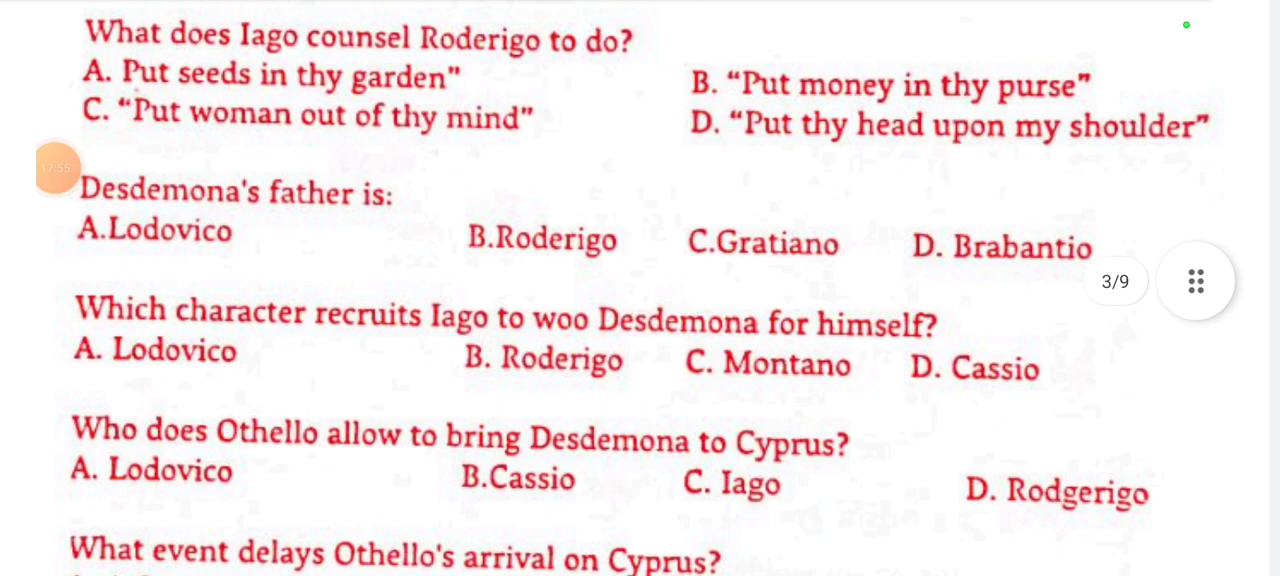 What does Iago counsel Roderigo to do?
A. Put seeds in thy garden"
B. “Put money in thy purse”
C. “Put woman out of thy mind"
D. “Put thy head upon my shoulder”
17:55
Desdemona's father is:
A.Lodovico
B.Roderigo
C.Gratiano
D. Brabantio
3/9
Which character recruits Iago to woo Desdemona for himself?
A. Lodovico
B. Roderigo
C. Montano
D. Cassio
Who does Othello allow to bring Desdemona to Cyprus?
A. Lodovico
B.Cassio
C. Iago
D. Rodgerigo
What event delays Othello's arrival on Cyprus?